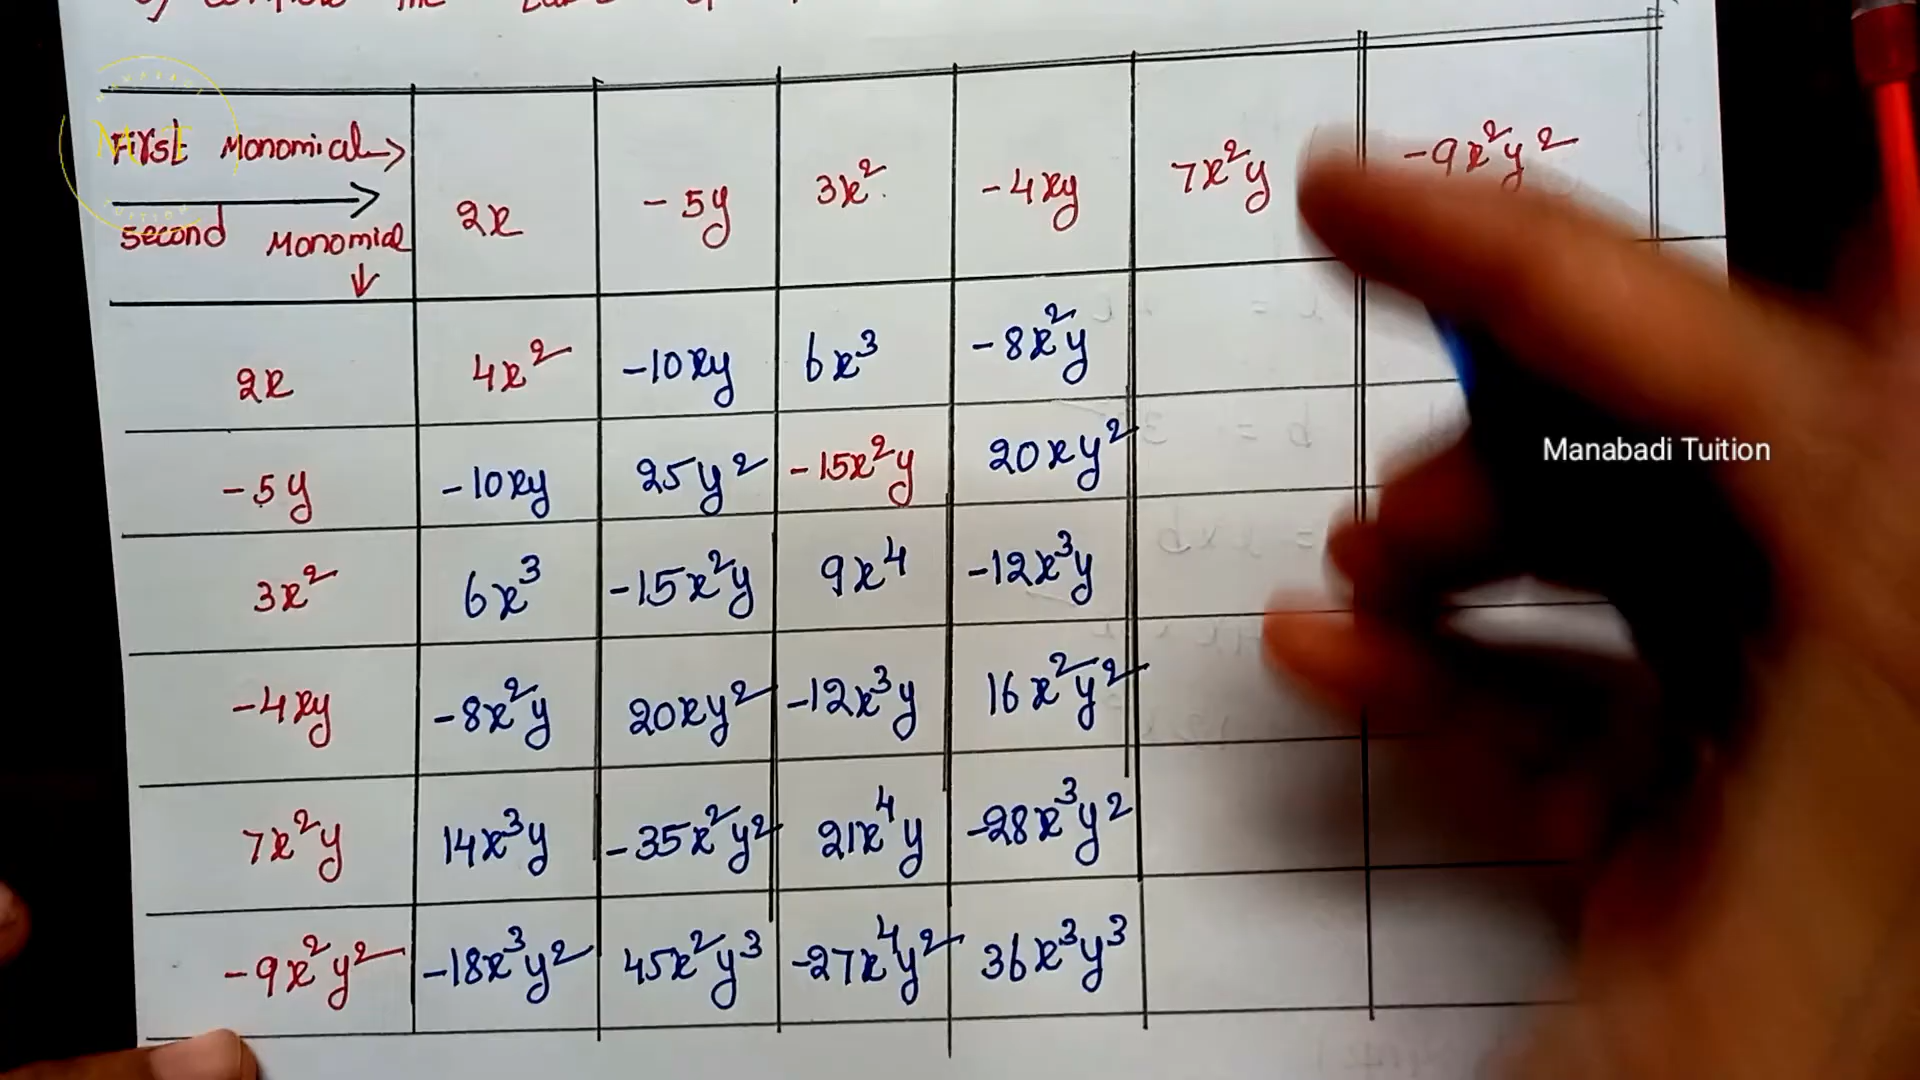 First Monomial
second Monomial
2x -5y 3x² -4xy 7x²y -9x²y²
2x 4x² -10xy 6x³ -8x²y
-5y -10xy 25y² -15x²y 20xy²
3x² 6x³ -15x²y 9x⁴ -12x³y
-4xy -8x²y 20xy² -12x³y 16x²y²
7x²y 14x³y -35x²y² 21x⁴y -28x³y²
-9x²y² -18x³y² 45x²y³ -27x⁴y² 36x³y³
Manabadi Tuition